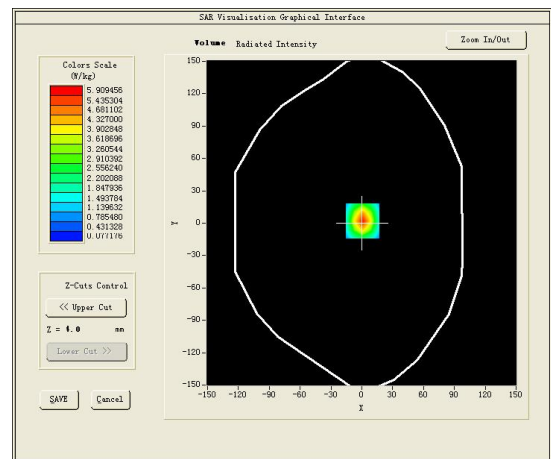 SAR Visualisation Graphical Interface
Volume Radiated Intensity
Zoom In/Out
Colors Scale
(W/kg)
5.909456
5.435304
4.681102
4.327000
3.902848
3.618696
3.260544
2.910392
2.556240
2.202088
1.847936
1.493784
1.139632
0.785480
0.431328
0.077176
Z-Cuts Control
<< Upper Cut
Z = 4.0 mm
Lower Cut >>
SAVE Cancel
150
120
90
60
30
0
-30
-60
-90
-120
-150
Y
-150 -120 -90 -60 -30 0 30 60 90 120 150
X